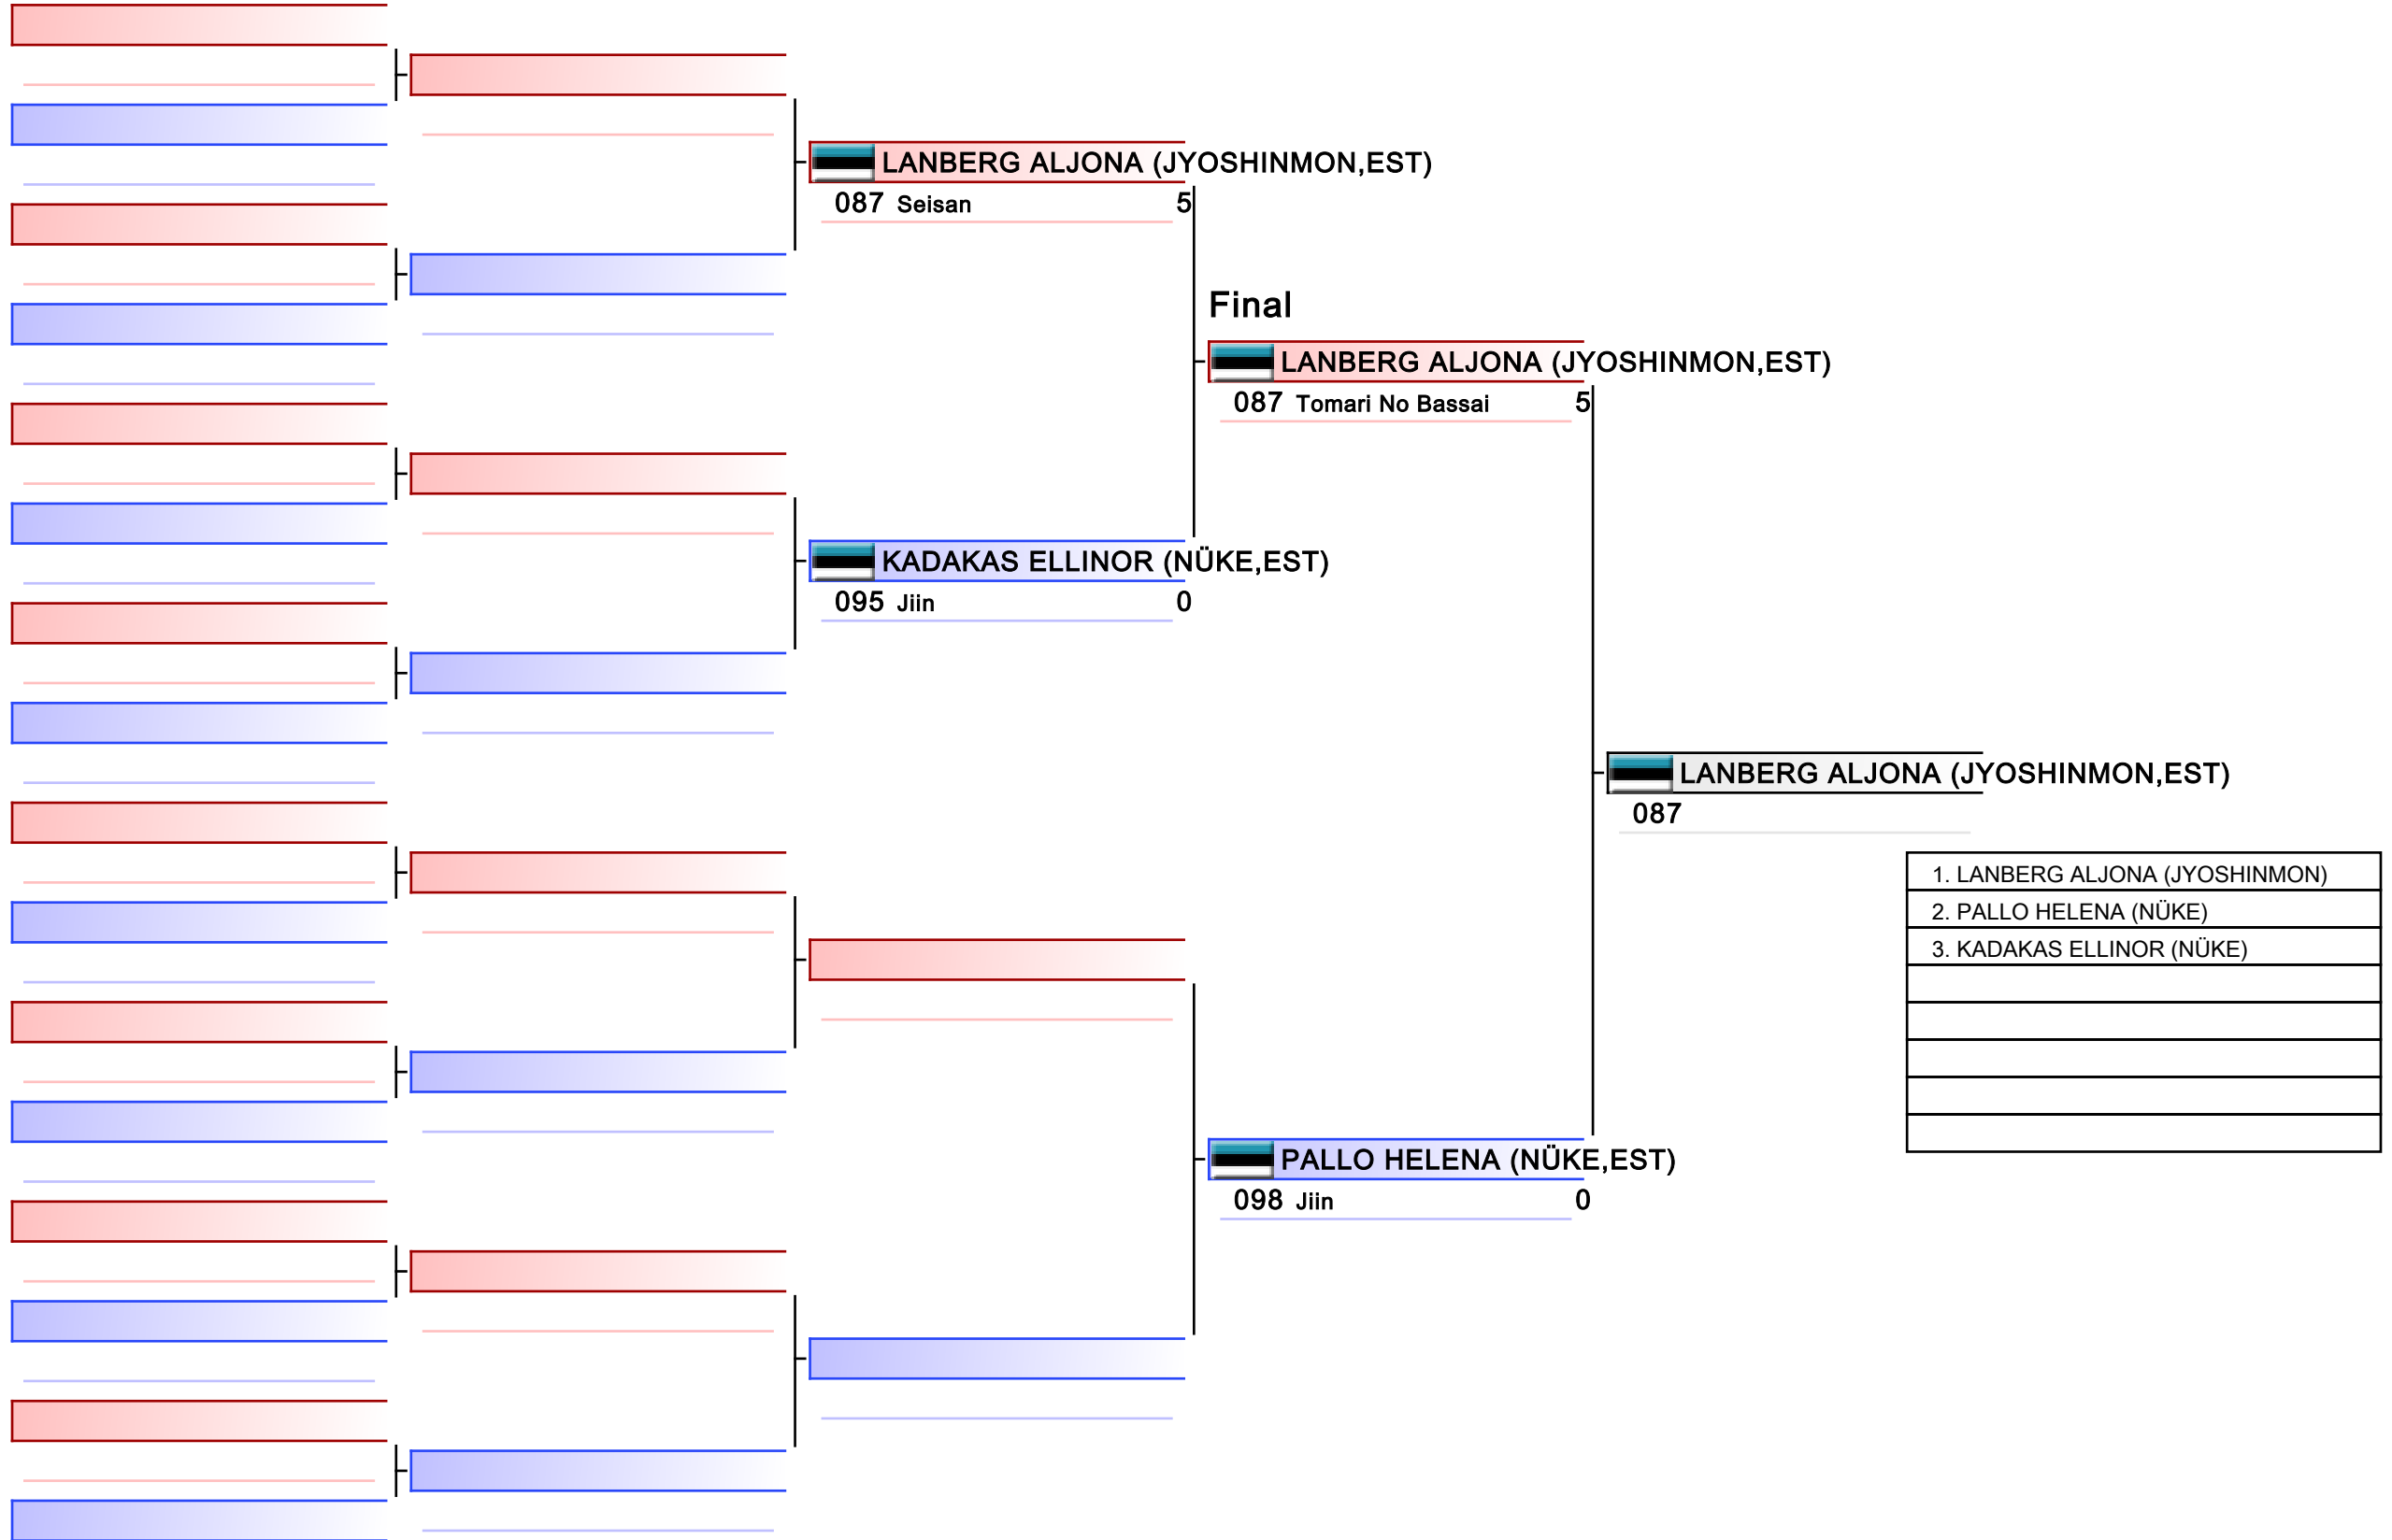 LANBERG ALJONA (JYOSHINMON,EST)
087 Seisan 5
Final
LANBERG ALJONA (JYOSHINMON,EST)
087 Tomari No Bassai 5
KADAKAS ELLINOR (NÜKE,EST)
095 Jiin 0
LANBERG ALJONA (JYOSHINMON,EST)
087
1. LANBERG ALJONA (JYOSHINMON)
2. PALLO HELENA (NÜKE)
3. KADAKAS ELLINOR (NÜKE)
PALLO HELENA (NÜKE,EST)
098 Jiin 0